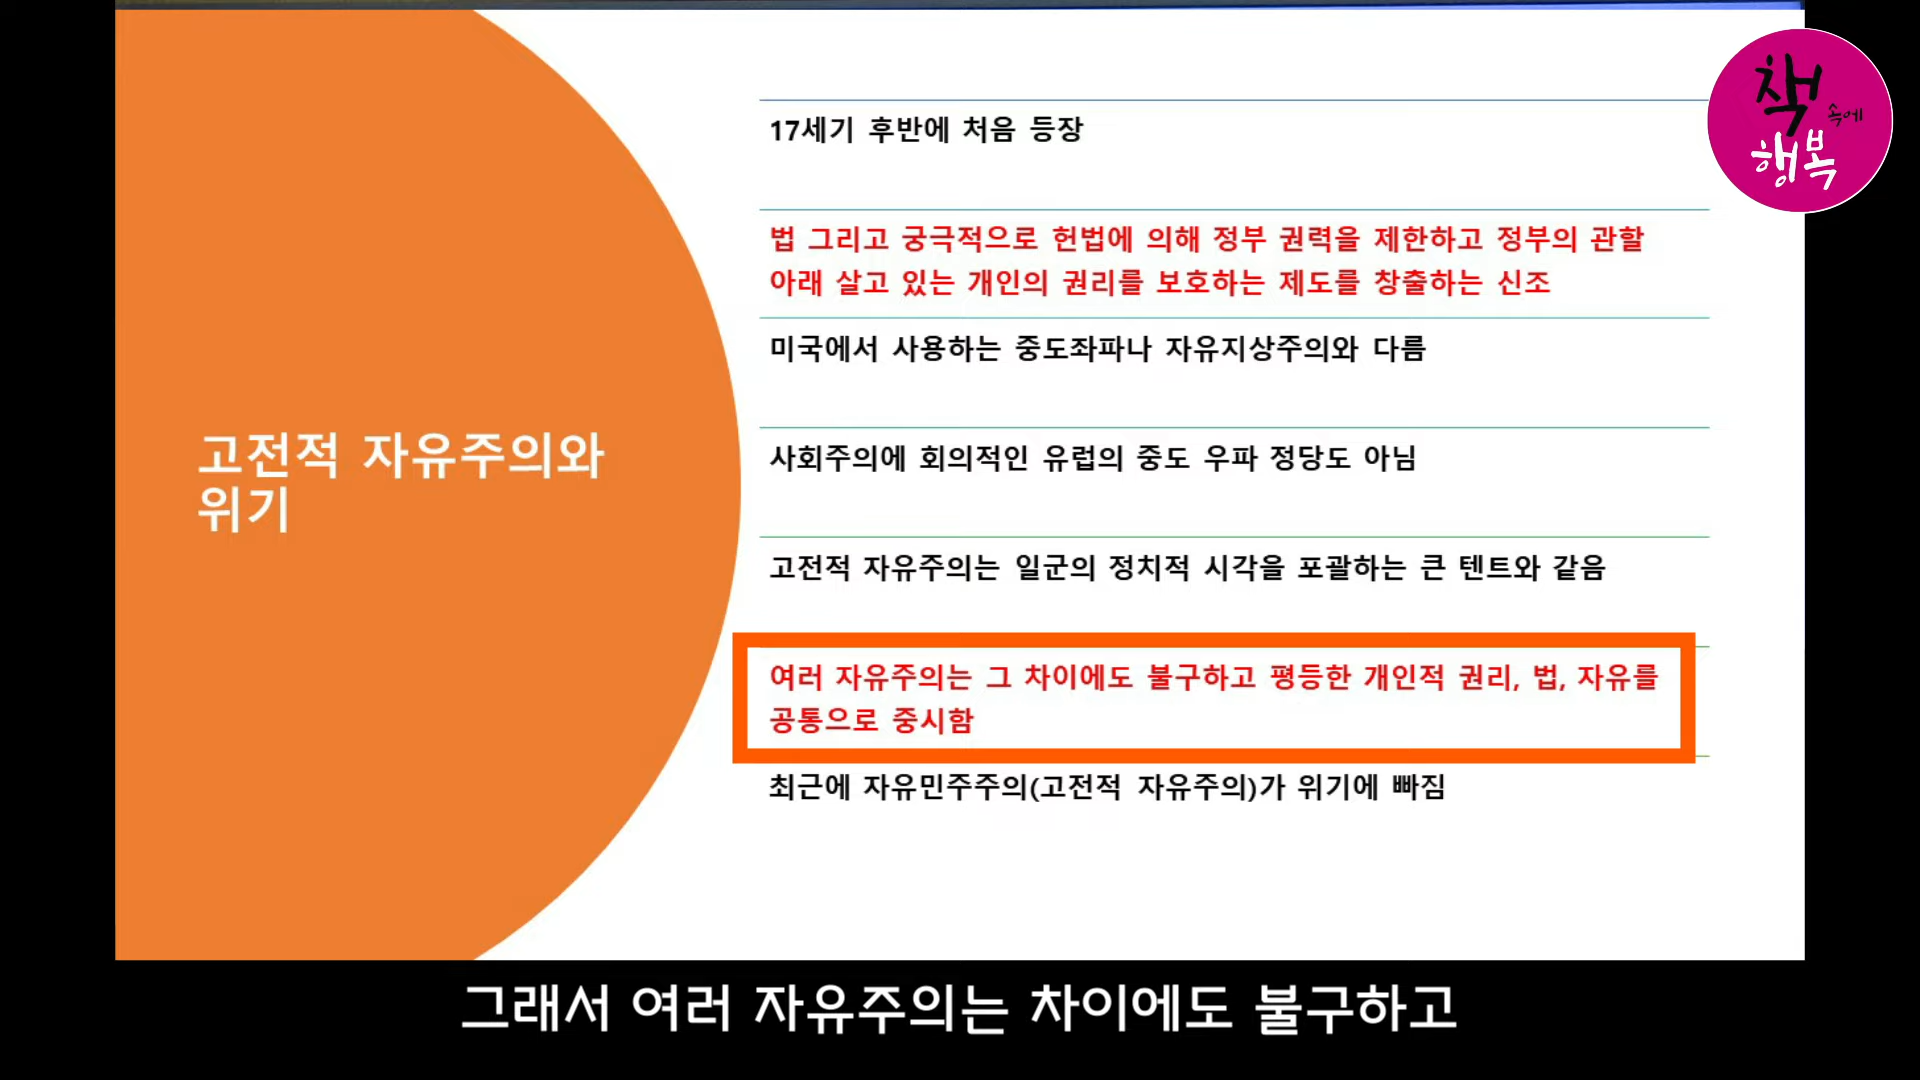 책
속에
행복
17세기 후반에 처음 등장
법 그리고 궁극적으로 헌법에 의해 정부 권력을 제한하고 정부의 관할
아래 살고 있는 개인의 권리를 보호하는 제도를 창출하는 신조
미국에서 사용하는 중도좌파나 자유지상주의와 다름
사회주의에 회의적인 유럽의 중도 우파 정당도 아님
고전적 자유주의와
위기
고전적 자유주의는 일군의 정치적 시각을 포괄하는 큰 텐트와 같음
여러 자유주의는 그 차이에도 불구하고 평등한 개인적 권리, 법, 자유를
공통으로 중시함
최근에 자유민주주의(고전적 자유주의)가 위기에 빠짐
그래서 여러 자유주의는 차이에도 불구하고